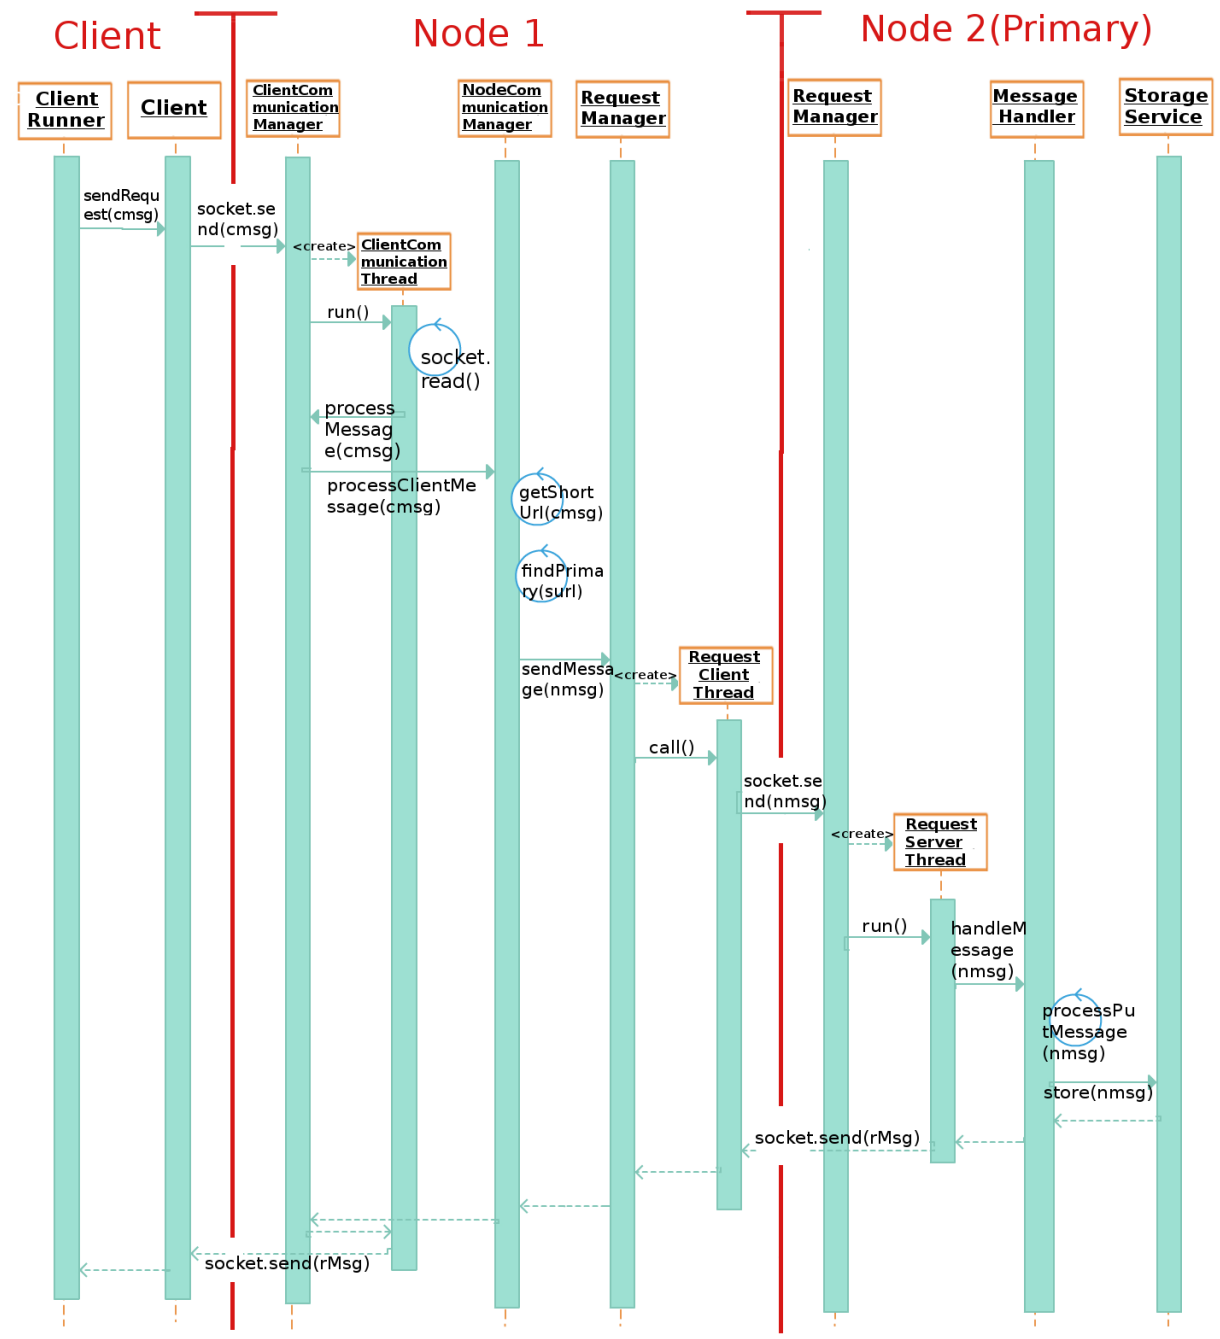 Client
Node 1
Node 2(Primary)
Client
Runner
Client
ClientCom
munication
Manager
NodeCom
munication
Manager
Request
Manager
Request
Manager
Message
Handler
Storage
Service
sendRequ
est(cmsg)
socket.se
nd(cmsg)
<create>
ClientCom
munication
Thread
run()
socket.
read()
process
Messag
e(cmsg)
processClientMe
ssage(cmsg)
getShort
Url(cmsg)
findPrima
ry(surl)
sendMessa
ge(nmsg)
<create>
Request
Client
Thread
call()
socket.se
nd(nmsg)
<create>
Request
Server
Thread
run()
handleM
essage
(nmsg)
processPu
tMessage
(nmsg)
store(nmsg)
socket.send(rMsg)
socket.send(rMsg)